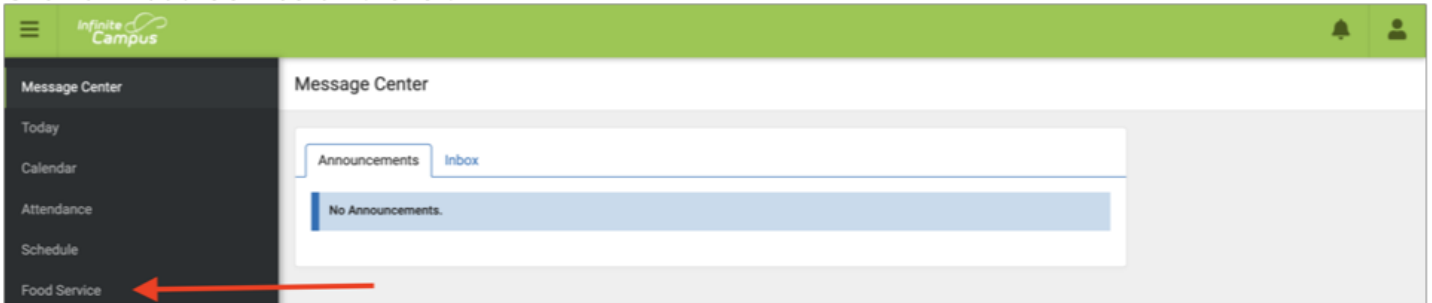 Infinite
Campus
Message Center
Message Center
Today
Calendar
Attendance
Schedule
Food Service
Announcements
Inbox
No Announcements.